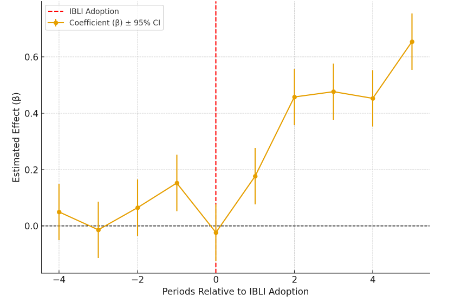 IBLI Adoption
Coefficient (β) ± 95% CI
Estimated Effect (β)
0.6
0.4
0.2
0.0
−4
−2
0
2
4
Periods Relative to IBLI Adoption